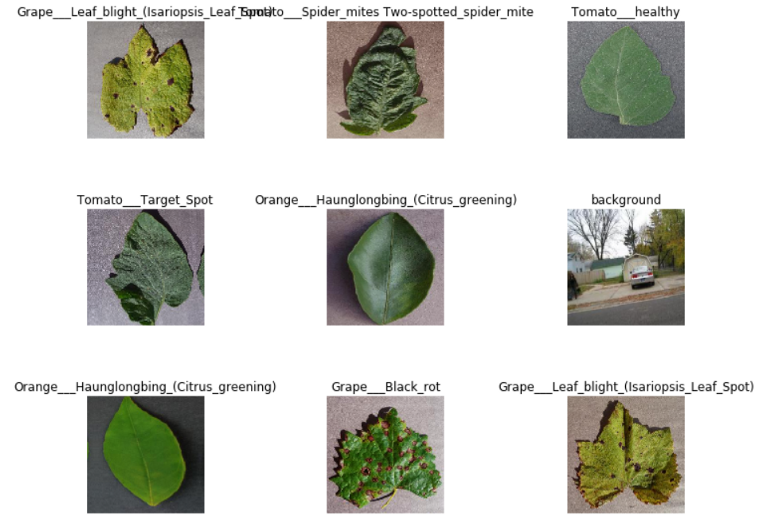 Grape___Leaf_blight_(Isariopsis_Leaf_Spot)
Tomato___Spider_mites Two-spotted_spider_mite
Tomato___healthy
Tomato___Target_Spot
Orange___Haunglongbing_(Citrus_greening)
background
Orange___Haunglongbing_(Citrus_greening)
Grape___Black_rot
Grape___Leaf_blight_(Isariopsis_Leaf_Spot)